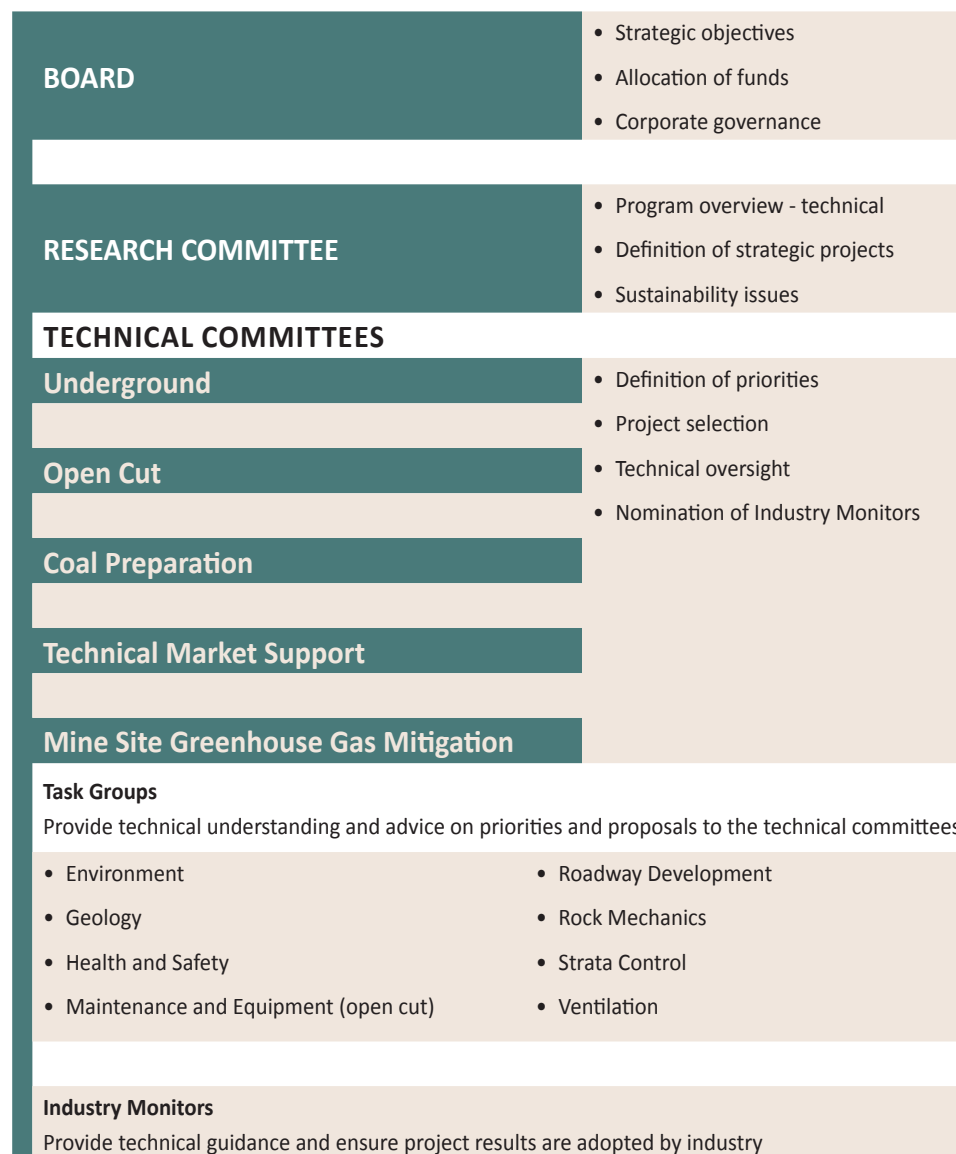 BOARD
• Strategic objectives
• Allocation of funds
• Corporate governance
RESEARCH COMMITTEE
• Program overview - technical
• Definition of strategic projects
• Sustainability issues
TECHNICAL COMMITTEES
Underground
Open Cut
Coal Preparation
Technical Market Support
Mine Site Greenhouse Gas Mitigation
• Definition of priorities
• Project selection
• Technical oversight
• Nomination of Industry Monitors
Task Groups
Provide technical understanding and advice on priorities and proposals to the technical committees
• Environment
• Geology
• Health and Safety
• Maintenance and Equipment (open cut)
• Roadway Development
• Rock Mechanics
• Strata Control
• Ventilation
Industry Monitors
Provide technical guidance and ensure project results are adopted by industry